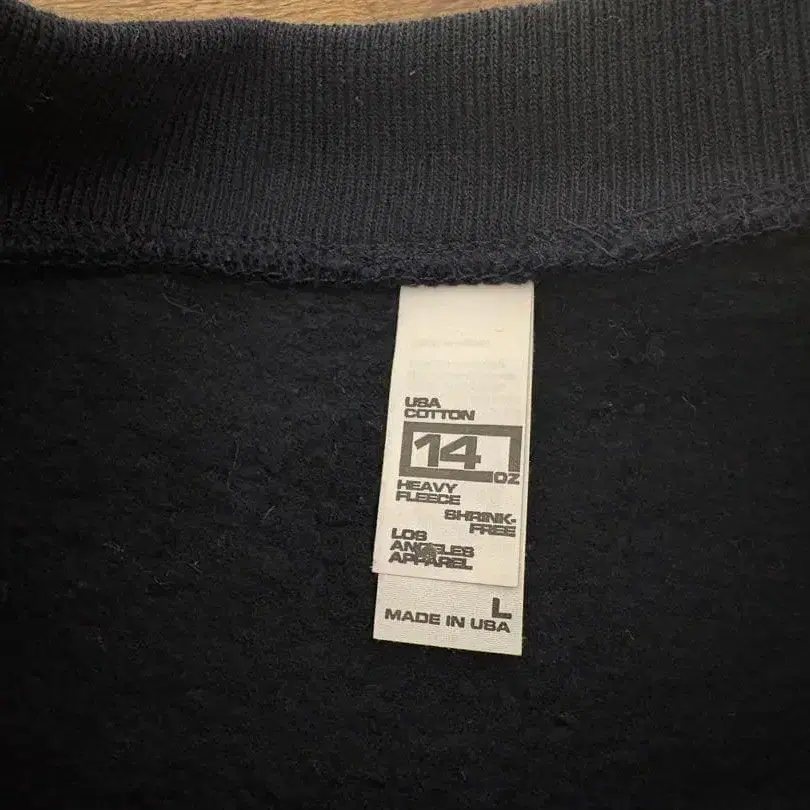 USA
COTTON
14 OZ
HEAVY
FLEECE
SHRINK-
FREE
LOS
ANGELES
APPAREL
L
MADE IN USA